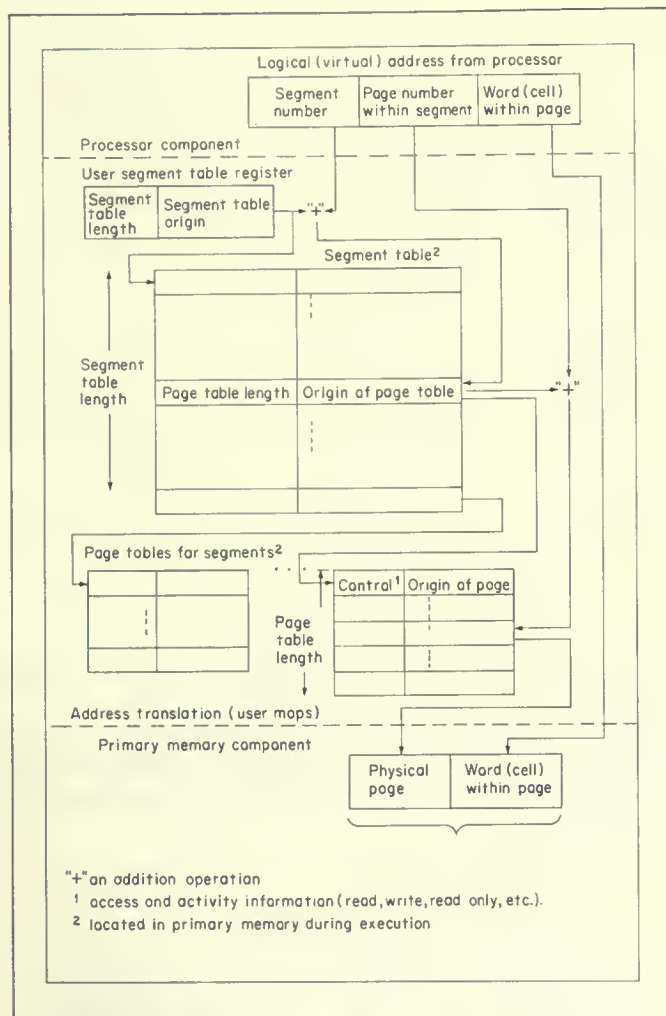 Logical (virtual) address from processor
Segment number
Page number within segment
Word (cell) within page
Processor component
User segment table register
Segment table length
Segment table origin
"+"
Segment table²
Segment table length
Page table length
Origin of page table
"+"
Page tables for segments²
. . .
Control¹
Origin of page
Page table length
Address translation (user maps)
Primary memory component
Physical page
Word (cell) within page
"+" an addition operation
¹ access and activity information (read, write, read only, etc.).
² located in primary memory during execution